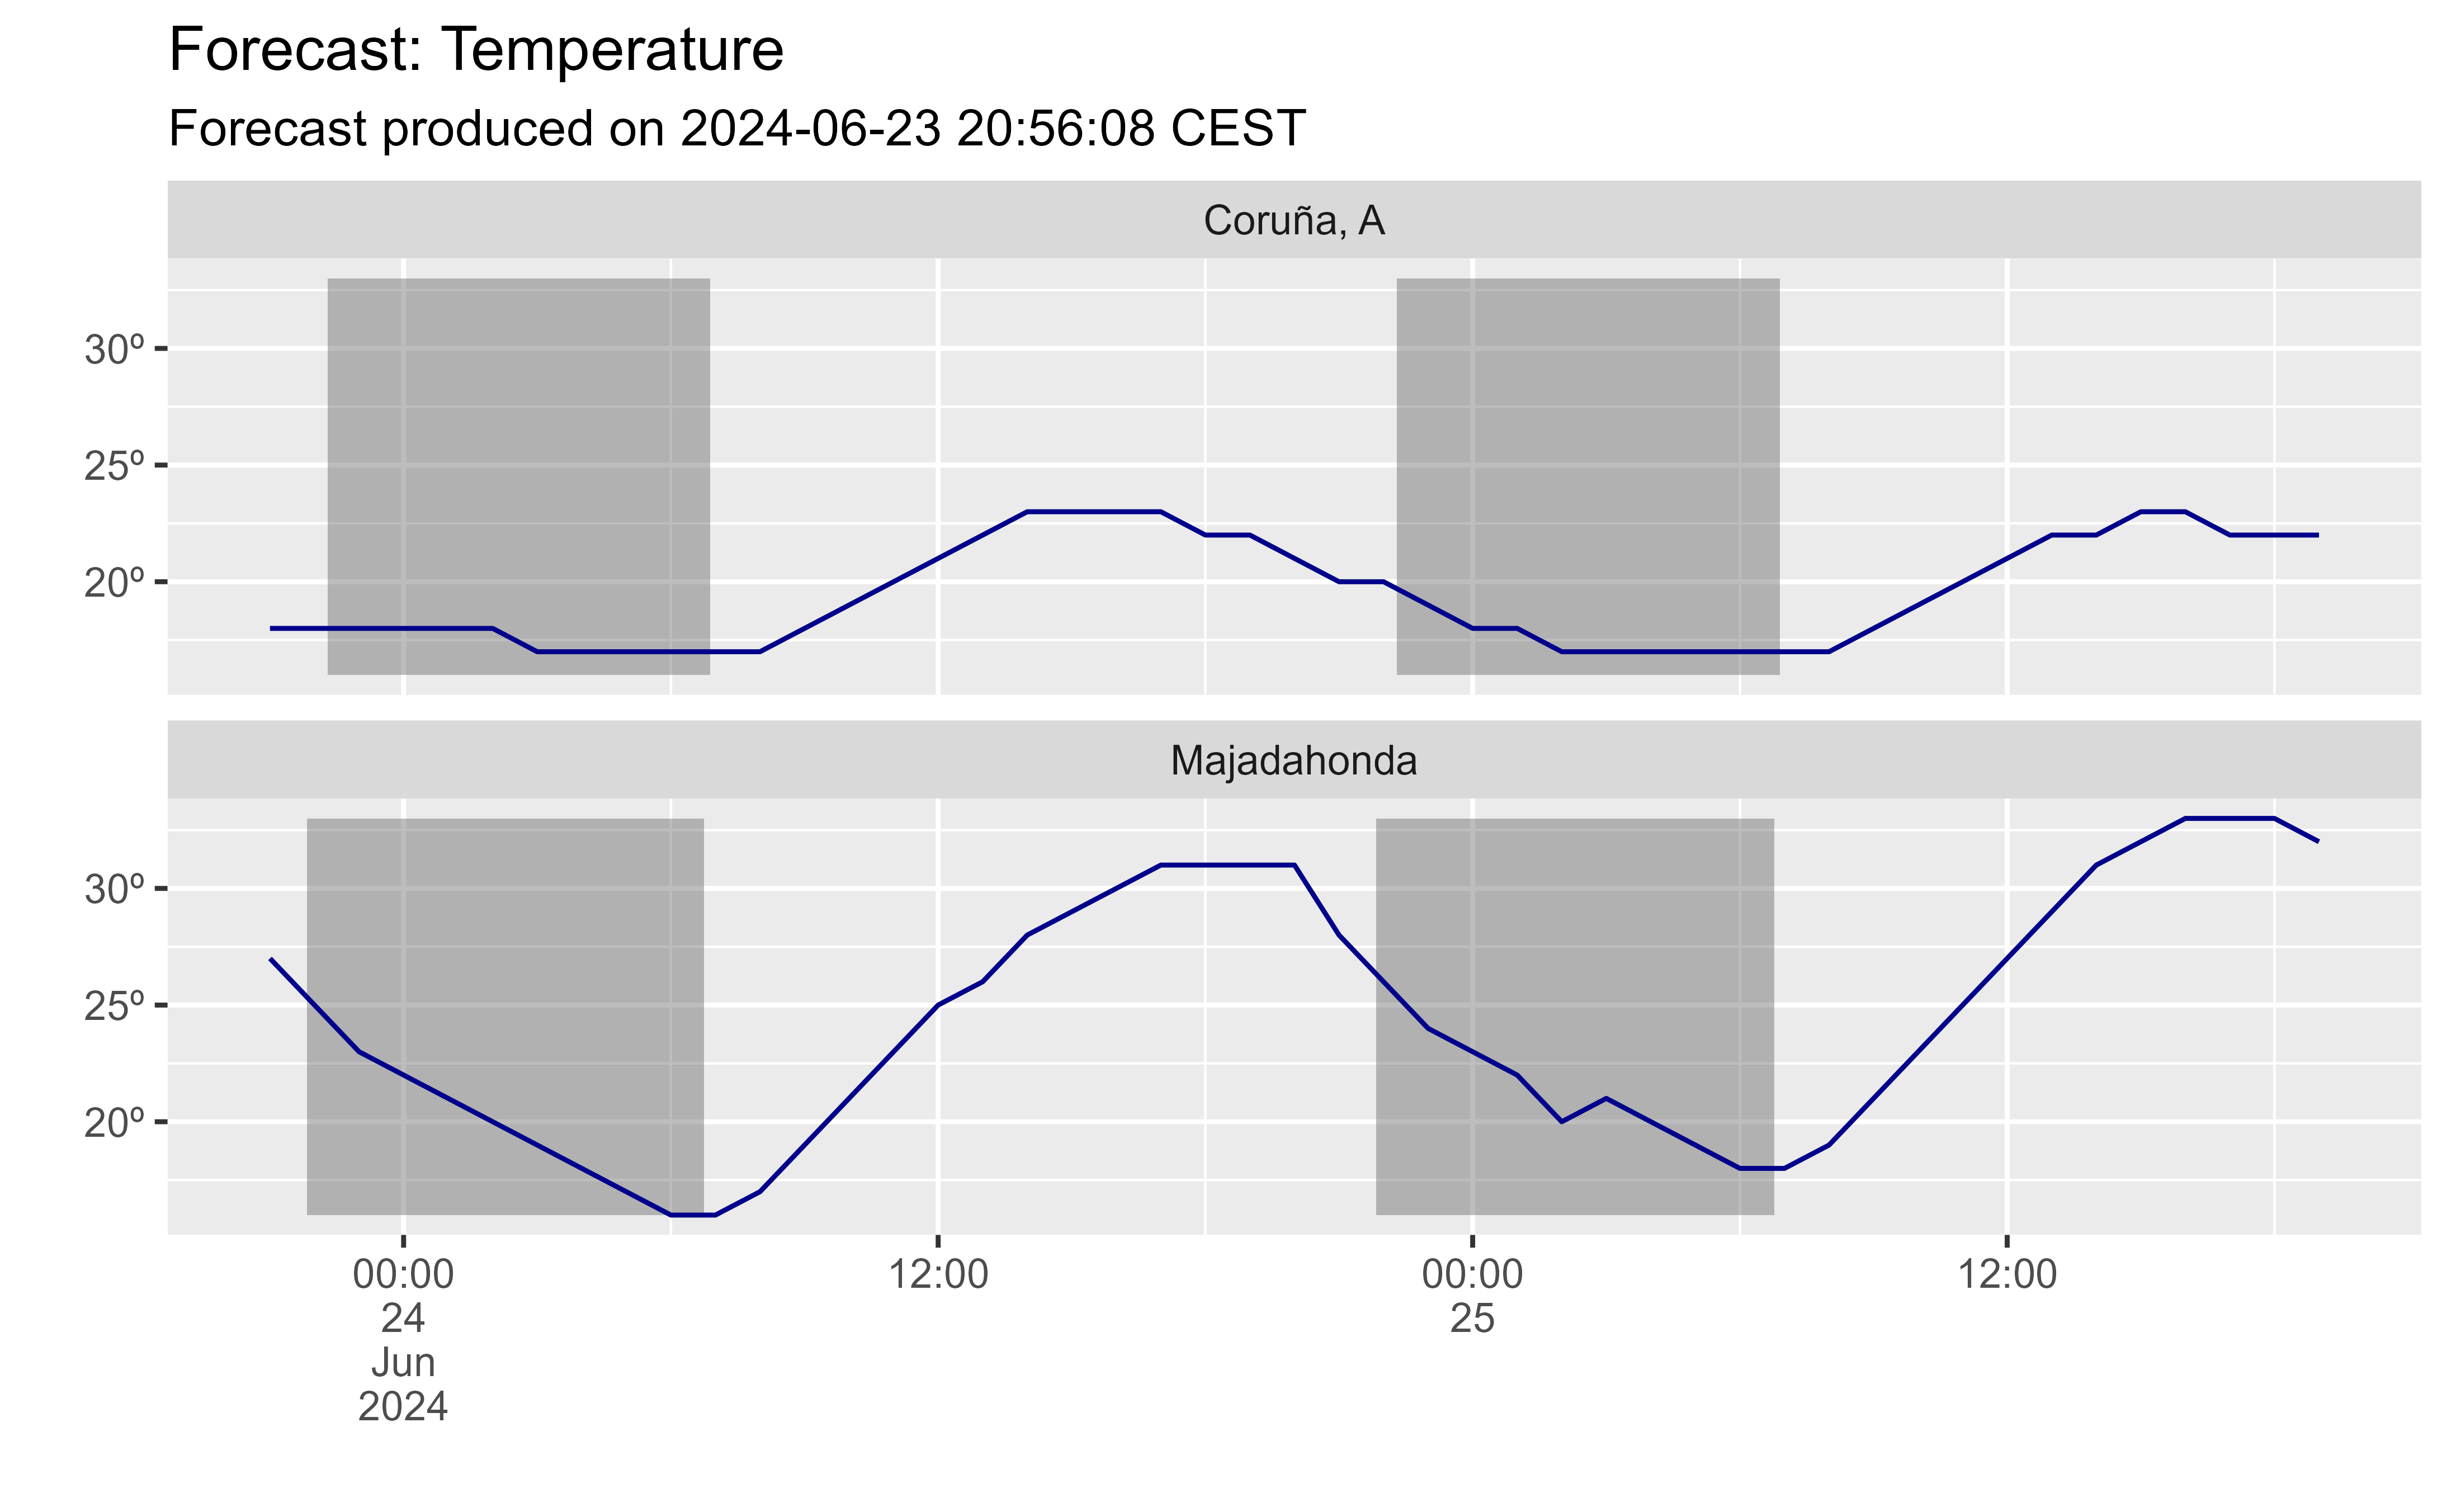 Forecast: Temperature
Forecast produced on 2024-06-23 20:56:08 CEST
Coruña, A
30º
25º
20º
Majadahonda
30º
25º
20º
00:00 12:00 00:00 12:00
24 25
Jun
2024